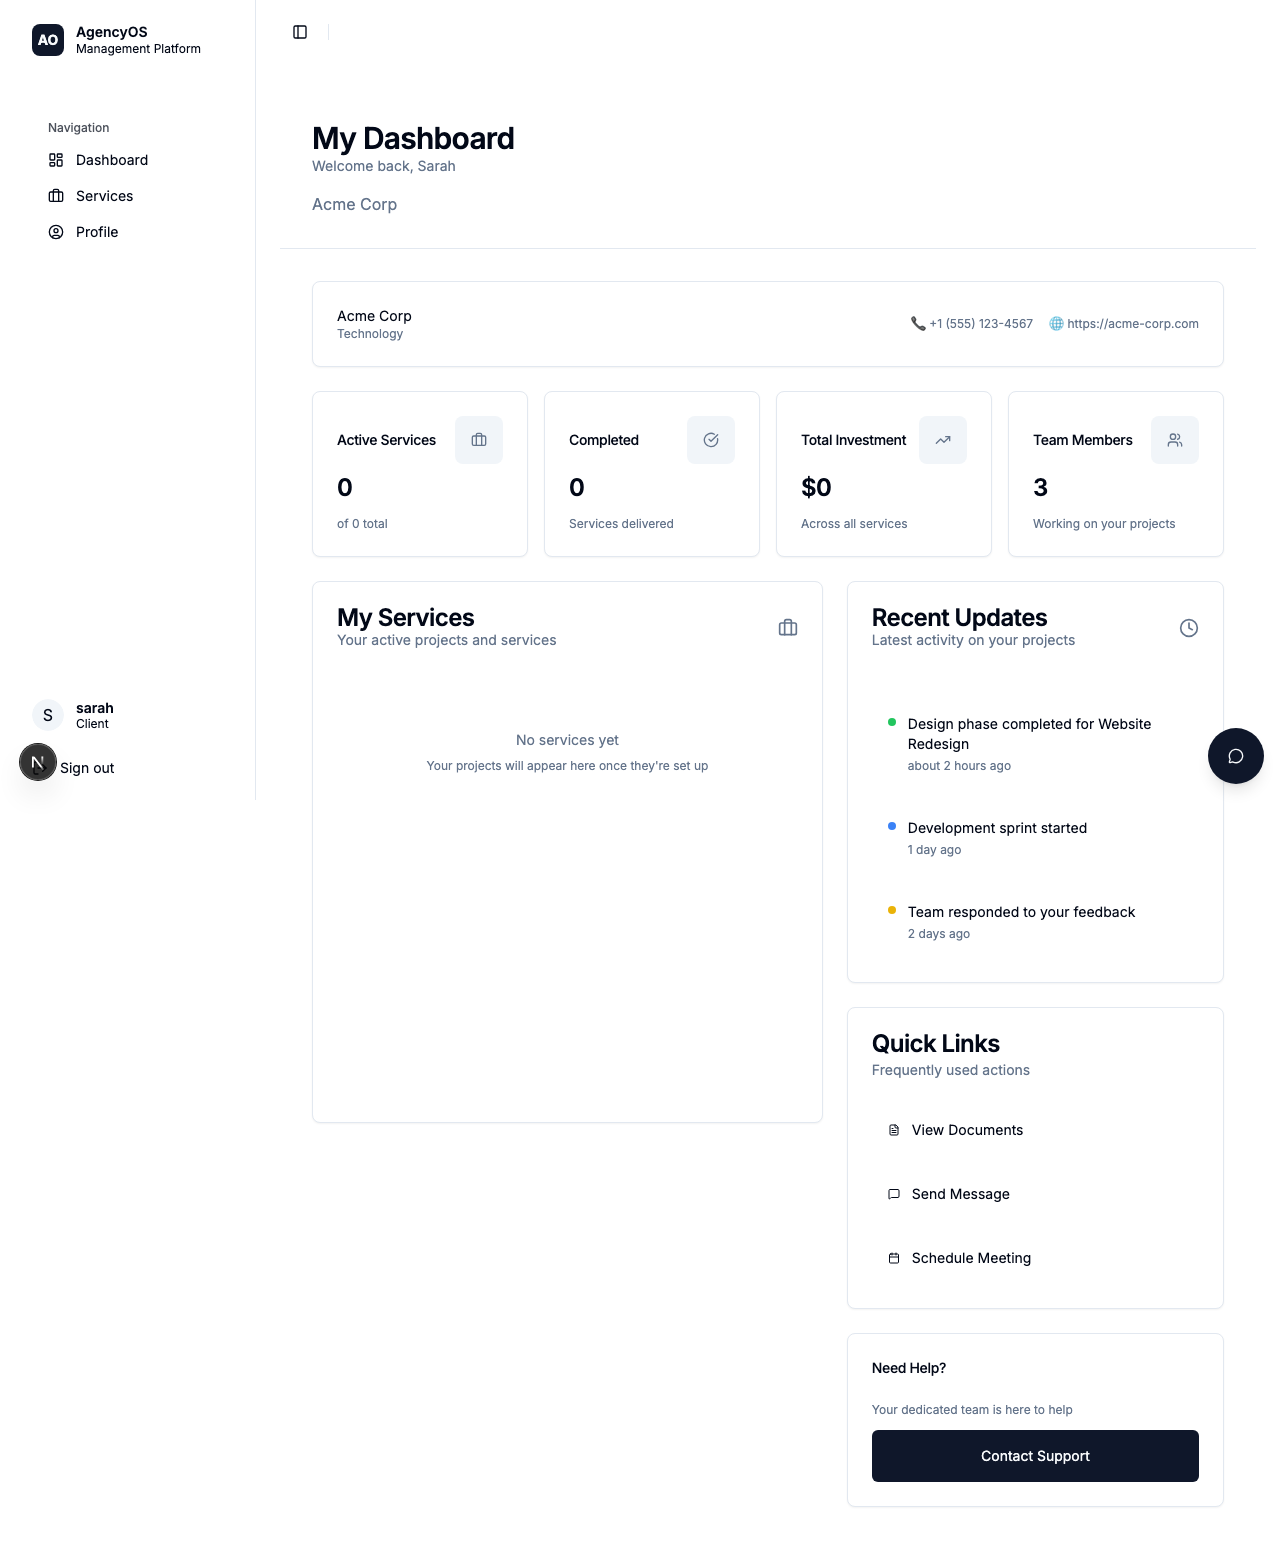 AO
AgencyOS
Management Platform
Navigation
Dashboard
Services
Profile
sarah
S
Client
N
Sign out
My Dashboard
Welcome back, Sarah
Acme Corp
Acme Corp
Technology
+1 (555) 123-4567
https://acme-corp.com
Active Services
0
of 0 total
Completed
0
Services delivered
Total Investment
$0
Across all services
Team Members
3
Working on your projects
My Services
Your active projects and services
No services yet
Your projects will appear here once they're set up
Recent Updates
Latest activity on your projects
Design phase completed for Website
Redesign
about 2 hours ago
Development sprint started
1 day ago
Team responded to your feedback
2 days ago
Quick Links
Frequently used actions
View Documents
Send Message
Schedule Meeting
Need Help?
Your dedicated team is here to help
Contact Support